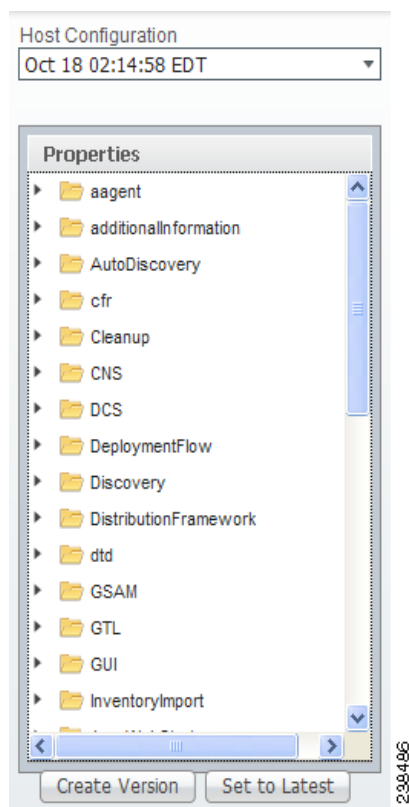 Host Configuration
Oct 18 02:14:58 EDT
Properties
aagent
additionalInformation
AutoDiscovery
cfr
Cleanup
CNS
DCS
DeploymentFlow
Discovery
DistributionFramework
dtd
GSAM
GTL
GUI
InventoryImport
Create Version
Set to Latest
238486